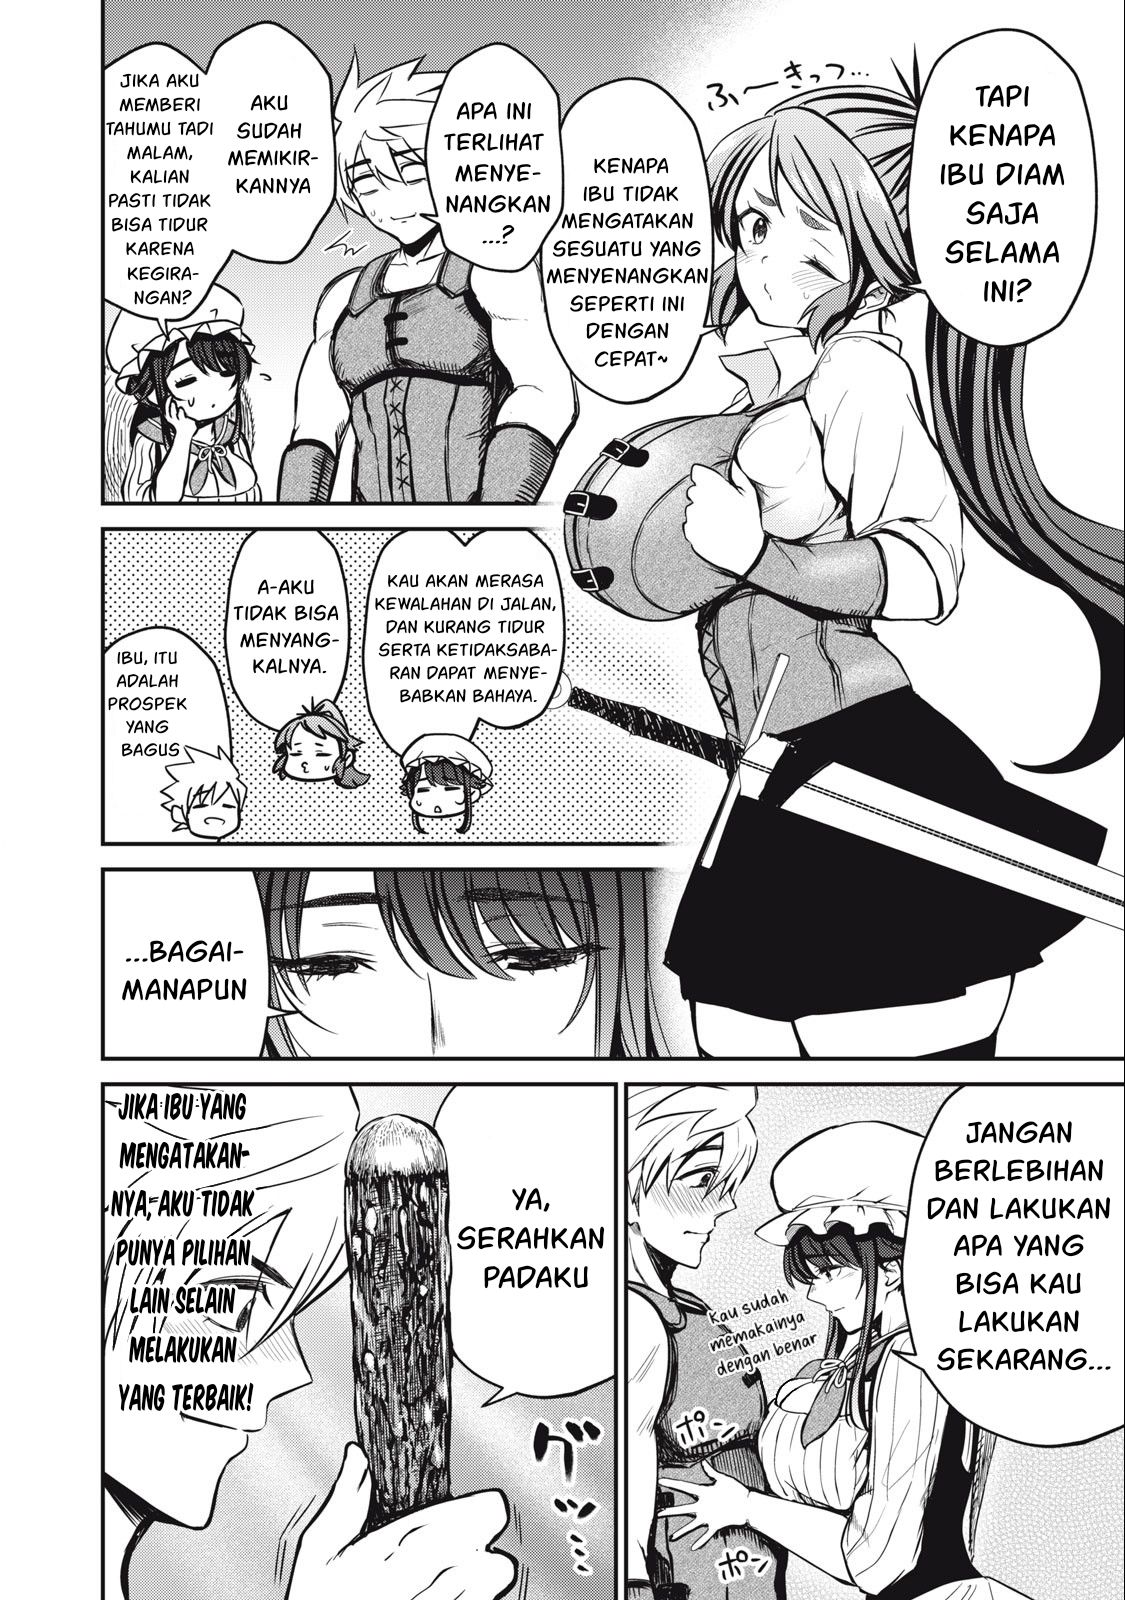 TAPI
KENAPA
IBU DIAM
SAJA
SELAMA
INI?
ふ〜きっつ…
KENAPA
IBU TIDAK
MENGATAKAN
SESUATU YANG
MENYENANGKAN
SEPERTI INI
DENGAN
CEPAT~
APA INI
TERLIHAT
MENYE-
NANGKAN
...?
AKU
SUDAH
MEMIKIR-
KANNYA
JIKA AKU
MEMBERI
TAHUMU TADI
MALAM,
KALIAN
PASTI TIDAK
BISA TIDUR
KARENA
KEGIRA-
NGAN?
KAU AKAN MERASA
KEWALAHAN DI JALAN,
DAN KURANG TIDUR
SERTA KETIDAKSABA-
RAN DAPAT MENYE-
BABKAN BAHAYA.
A-AKU
TIDAK BISA
MENYANG-
KALNYA.
IBU, ITU
ADALAH
PROSPEK
YANG
BAGUS
...BAGAI-
MANAPUN
JANGAN
BERLEBIHAN
DAN LAKUKAN
APA YANG
BISA KAU
LAKUKAN
SEKARANG...
Kau sudah
memakainya
dengan benar
ポン
ポン
YA,
SERAHKAN
PADAKU
グッ…
JIKA IBU YANG
MENGATAKAN-
NYA, AKU TIDAK
PUNYA PILIHAN
LAIN SELAIN
MELAKUKAN
YANG TERBAIK!